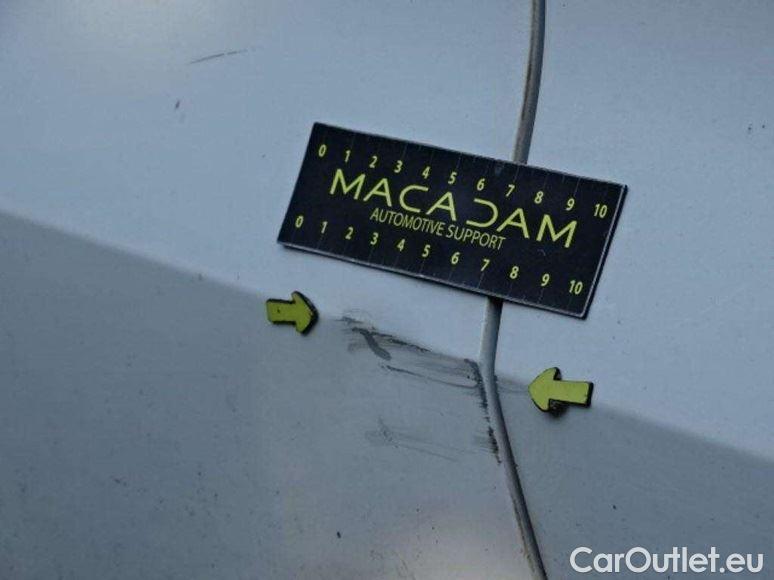 0 1 2 3 4 5 6 7 8 9 10
MACADAM
AUTOMOTIVE SUPPORT
0 1 2 3 4 5 6 7 8 9 10
CarOutlet.eu